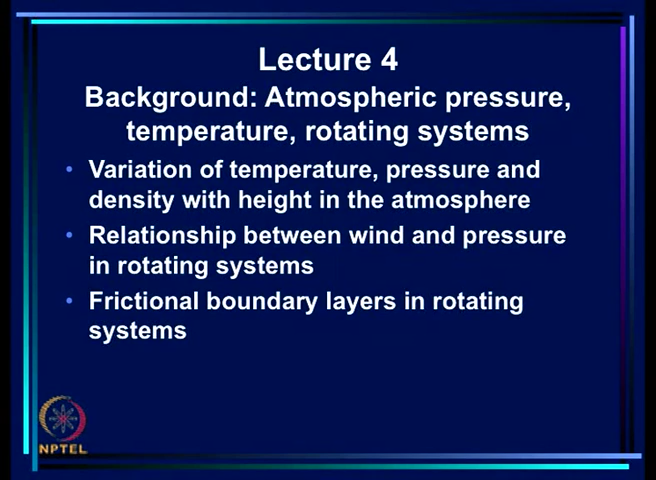 Lecture 4
Background: Atmospheric pressure,
temperature, rotating systems
• Variation of temperature, pressure and
density with height in the atmosphere
• Relationship between wind and pressure
in rotating systems
• Frictional boundary layers in rotating
systems
NPTEL